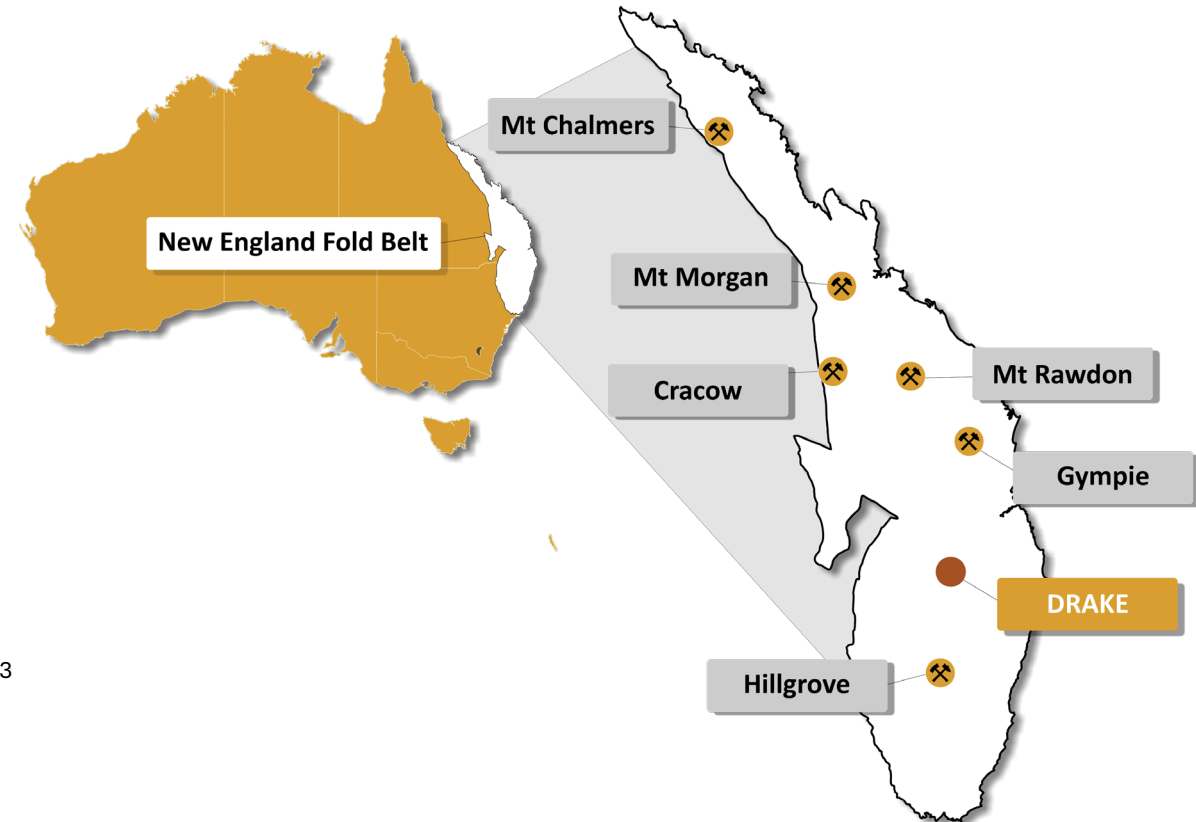 Mt Chalmers
New England Fold Belt
Mt Morgan
Mt Rawdon
Cracow
Gympie
DRAKE
3
Hillgrove